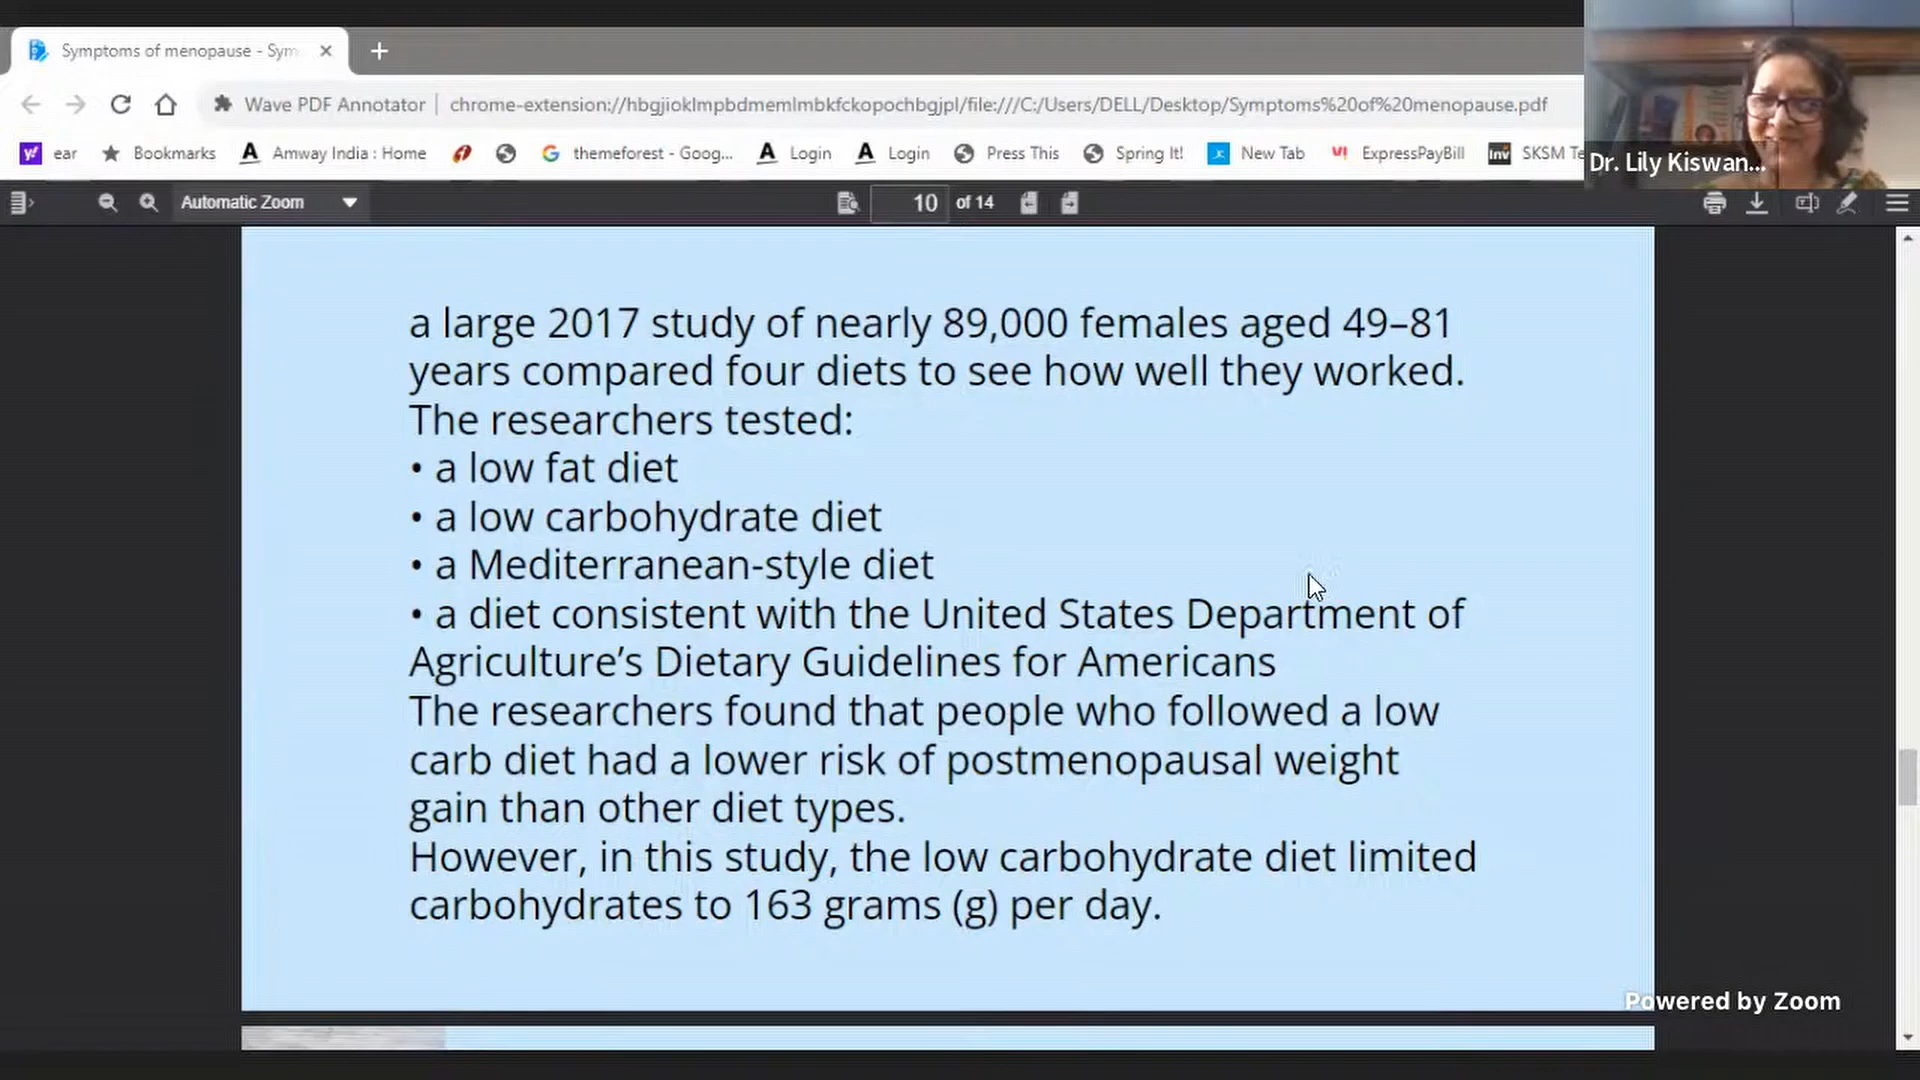 Symptoms of menopause - Sym
Wave PDF Annotator | chrome-extension://hbgjioklmpbdmemlmbkfckopochbgjpl/file:///C:/Users/DELL/Desktop/Symptoms%20of%20menopause.pdf
ear Bookmarks Amway India : Home themeforest - Goog... Login Login Press This Spring It! New Tab ExpressPayBill SKSM Te
Dr. Lily Kiswan...
Automatic Zoom 10 of 14
a large 2017 study of nearly 89,000 females aged 49–81
years compared four diets to see how well they worked.
The researchers tested:
• a low fat diet
• a low carbohydrate diet
• a Mediterranean-style diet
• a diet consistent with the United States Department of
Agriculture’s Dietary Guidelines for Americans
The researchers found that people who followed a low
carb diet had a lower risk of postmenopausal weight
gain than other diet types.
However, in this study, the low carbohydrate diet limited
carbohydrates to 163 grams (g) per day.
Powered by Zoom